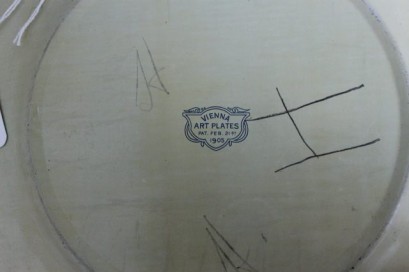 VIENNA
ART PLATES
PAT. FEB. 21st
1905